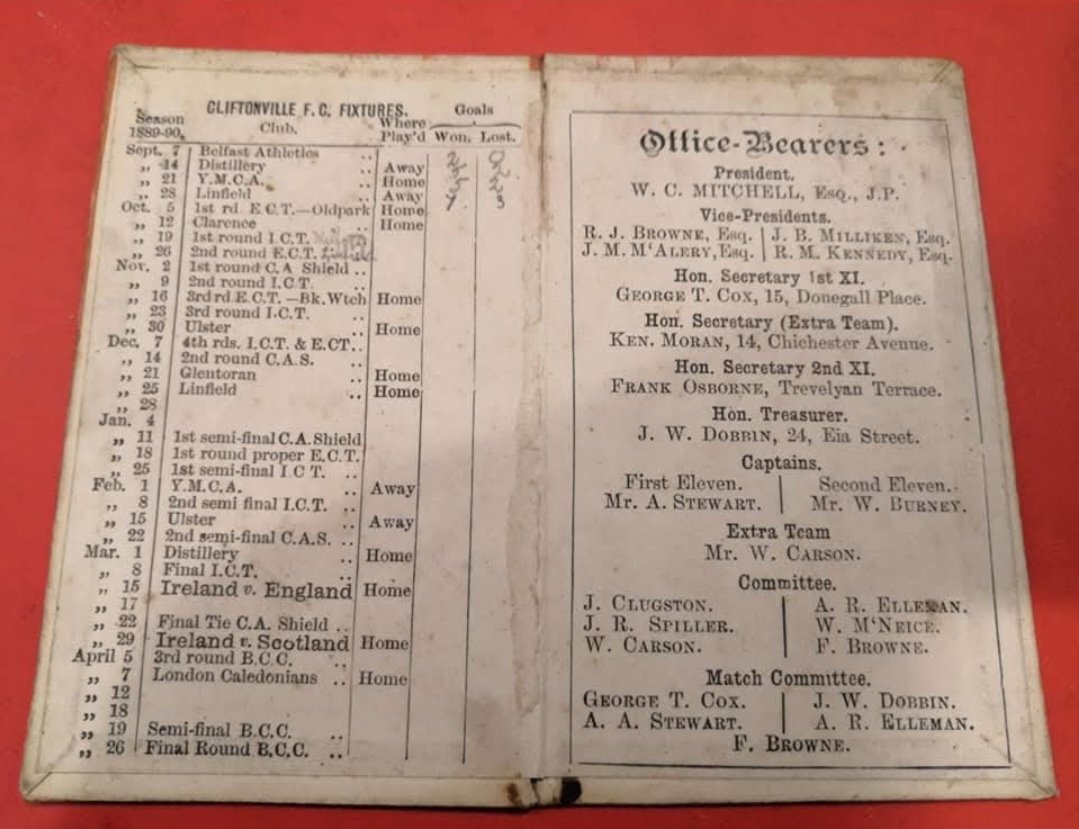 CLIFTONVILLE F. C. FIXTURES. Goals
Season 1889-90. Club. Where Play'd Won. Lost.
Sept. 7 Belfast Athletics ..
„ 14 Distillery .. Away
„ 21 Y.M.C.A. .. Home
„ 28 Linfield .. Away
Oct. 5 1st rd. E.C.T.—Oldpark Home
„ 12 Clarence .. Home
„ 19 1st round I.C.T.
„ 26 2nd round E.C.T. Linfield
Nov. 2 1st round C.A Shield ..
„ 9 2nd round I.C.T. ..
„ 16 3rd rd E.C.T.—Bk.Wtch Home
„ 23 3rd round I.C.T. ..
„ 30 Ulster .. Home
Dec. 7 4th rds. I.C.T. & E.CT..
„ 14 2nd round C.A.S. ..
„ 21 Glentoran .. Home
„ 25 Linfield .. Home
„ 28
Jan. 4
„ 11 1st semi-final C.A. Shield
„ 18 1st round proper E.C.T.
„ 25 1st semi-final I C T. ..
Feb. 1 Y.M.C.A. .. Away
„ 8 2nd semi final I.C.T. ..
„ 15 Ulster .. Away
„ 22 2nd semi-final C.A.S. ..
Mar. 1 Distillery .. Home
„ 8 Final I.C.T. ..
„ 15 Ireland v. England Home
„ 17
„ 22 Final Tie C.A. Shield ..
„ 29 Ireland v. Scotland Home
April 5 3rd round B.C.C. ..
„ 7 London Caledonians .. Home
„ 12
„ 18
„ 19 Semi-final B.C.C. ..
„ 26 Final Round B.C.C. ..
Office-Bearers:
President.
W. C. MITCHELL, Esq., J.P.
Vice-Presidents.
R. J. BROWNE, Esq. J. B. MILLIKEN, Esq.
J. M. M‘ALERY, Esq. R. M. KENNEDY, Esq.
Hon. Secretary 1st XI.
GEORGE T. COX, 15, Donegall Place.
Hon. Secretary (Extra Team).
KEN. MORAN, 14, Chichester Avenue.
Hon. Secretary 2nd XI.
FRANK OSBORNE, Trevelyan Terrace.
Hon. Treasurer.
J. W. DOBBIN, 24, Eia Street.
Captains.
First Eleven. Second Eleven.
Mr. A. STEWART. Mr. W. BURNEY.
Extra Team
Mr. W. CARSON.
Committee.
J. CLUGSTON. A. R. ELLEMAN.
J. R. SPILLER. W. M‘NEICE.
W. CARSON. F. BROWNE.
Match Committee.
GEORGE T. COX. J. W. DOBBIN.
A. A. STEWART. A. R. ELLEMAN.
F. BROWNE.